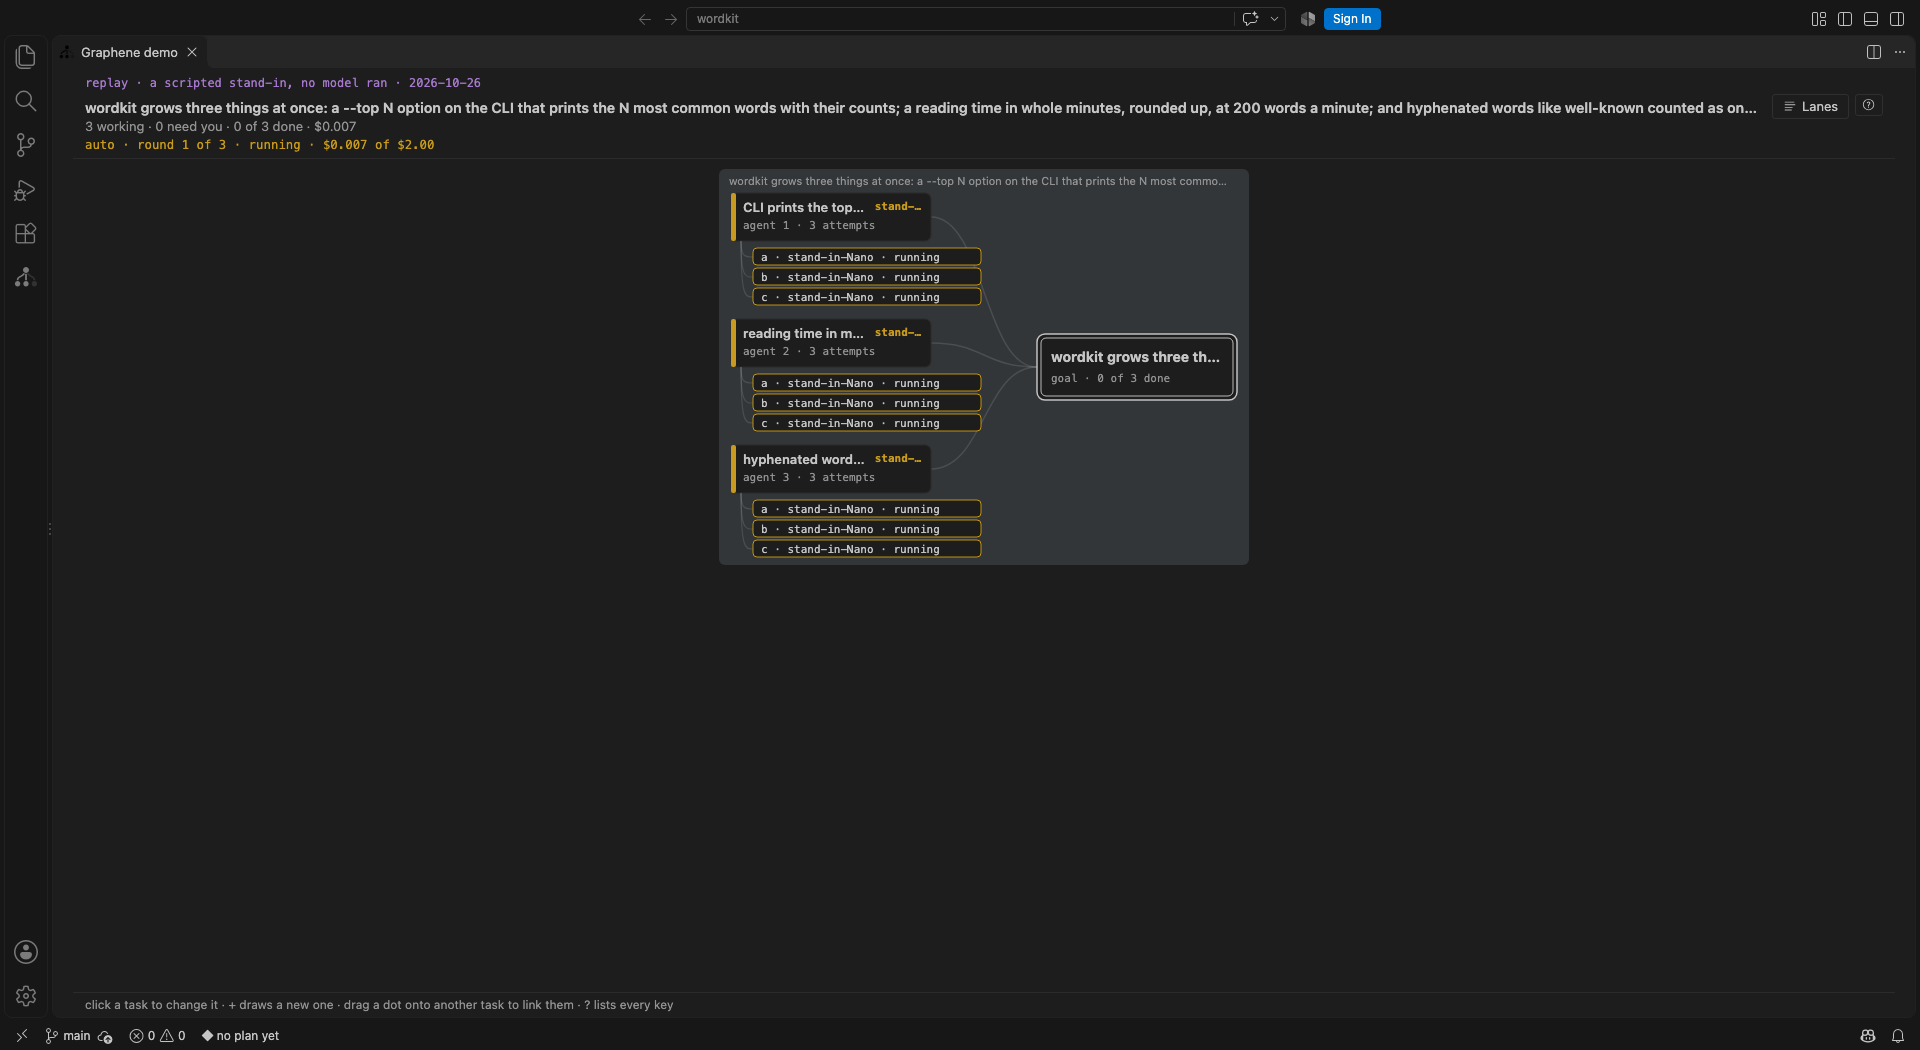 wordkit
Sign In
Graphene demo
replay · a scripted stand-in, no model ran · 2026-10-26
wordkit grows three things at once: a --top N option on the CLI that prints the N most common words with their counts; a reading time in whole minutes, rounded up, at 200 words a minute; and hyphenated words like well-known counted as on...
Lanes
3 working · 0 need you · 0 of 3 done · $0.007
auto · round 1 of 3 · running · $0.007 of $2.00
wordkit grows three things at once: a --top N option on the CLI that prints the N most commo...
CLI prints the top... stand-...
agent 1 · 3 attempts
a · stand-in-Nano · running
b · stand-in-Nano · running
c · stand-in-Nano · running
reading time in m... stand-...
agent 2 · 3 attempts
a · stand-in-Nano · running
b · stand-in-Nano · running
c · stand-in-Nano · running
wordkit grows three th...
goal · 0 of 3 done
hyphenated word... stand-...
agent 3 · 3 attempts
a · stand-in-Nano · running
b · stand-in-Nano · running
c · stand-in-Nano · running
click a task to change it · + draws a new one · drag a dot onto another task to link them · ? lists every key
main 0 0 no plan yet